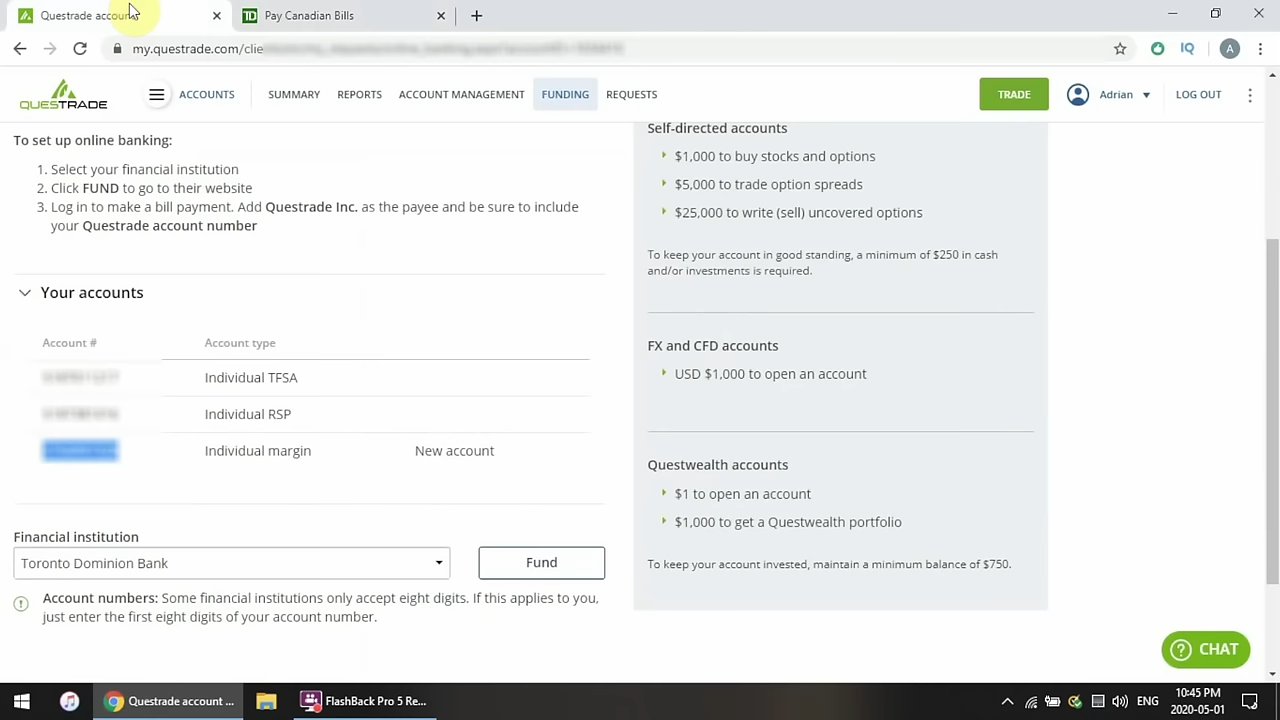 Questrade accoun
Pay Canadian Bills
my.questrade.com/clie
IQ
A
QUESTRADE
ACCOUNTS
SUMMARY
REPORTS
ACCOUNT MANAGEMENT
FUNDING
REQUESTS
TRADE
Adrian
LOG OUT
To set up online banking:
1. Select your financial institution
2. Click FUND to go to their website
3. Log in to make a bill payment. Add Questrade Inc. as the payee and be sure to include
your Questrade account number
Your accounts
Account #
Account type
Individual TFSA
Individual RSP
Individual margin
New account
Financial institution
Toronto Dominion Bank
Fund
Account numbers: Some financial institutions only accept eight digits. If this applies to you,
just enter the first eight digits of your account number.
Self-directed accounts
$1,000 to buy stocks and options
$5,000 to trade option spreads
$25,000 to write (sell) uncovered options
To keep your account in good standing, a minimum of $250 in cash
and/or investments is required.
FX and CFD accounts
USD $1,000 to open an account
Questwealth accounts
$1 to open an account
$1,000 to get a Questwealth portfolio
To keep your account invested, maintain a minimum balance of $750.
CHAT
Questrade account ...
FlashBack Pro 5 Re...
ENG
10:45 PM
2020-05-01